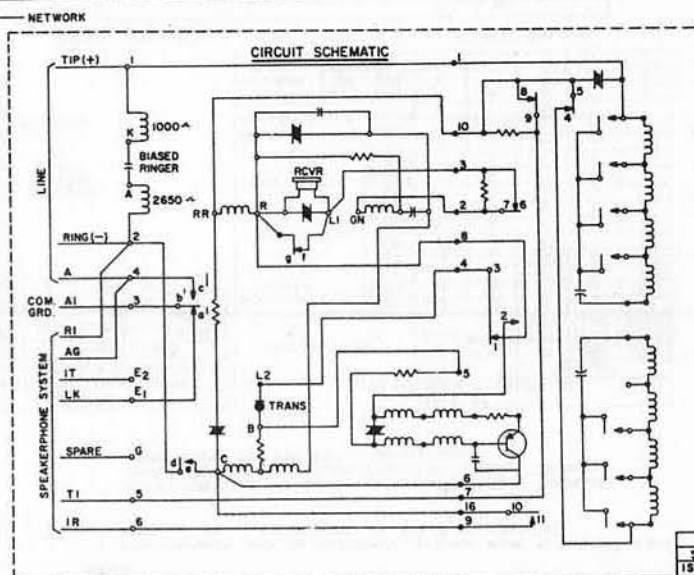 NETWORK
CIRCUIT SCHEMATIC
TIP (+) 1 1
5
8 4
K 1000~ 9
10
BIASED RINGER
RCVR 3
A
LINE
2650~
RR R L1 GN 2 7 6
g f
RING (-) 2 8
A 4 c 4 3
COM. GRD. A1 3 b' a'
R1 2
AG 1
L2
IT E2 5
LK E1 TRANS
B
SPEAKERPHONE SYSTEM
SPARE G
d e C
6
T1 5 7
16 10
IR 6 9 11
IS